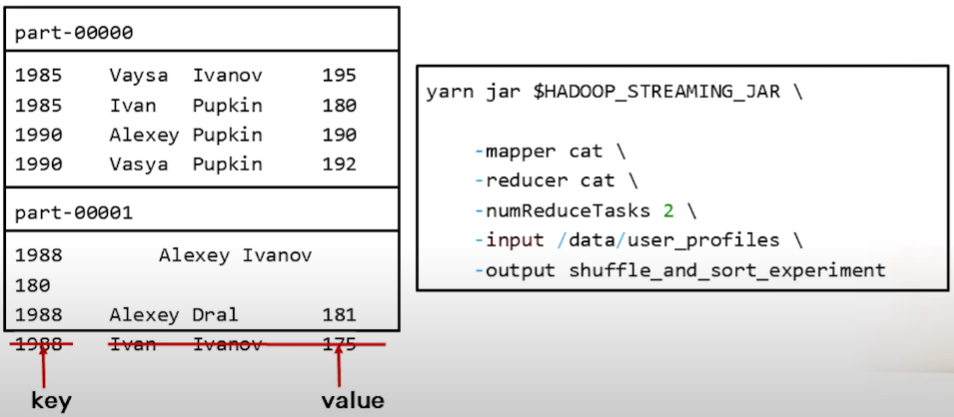 part-00000
1985 Vaysa Ivanov 195
1985 Ivan Pupkin 180
1990 Alexey Pupkin 190
1990 Vasya Pupkin 192
part-00001
1988 Alexey Ivanov
180
1988 Alexey Dral 181
1988 Ivan Ivanov 175
key value
yarn jar $HADOOP_STREAMING_JAR \
-mapper cat \
-reducer cat \
-numReduceTasks 2 \
-input /data/user_profiles \
-output shuffle_and_sort_experiment